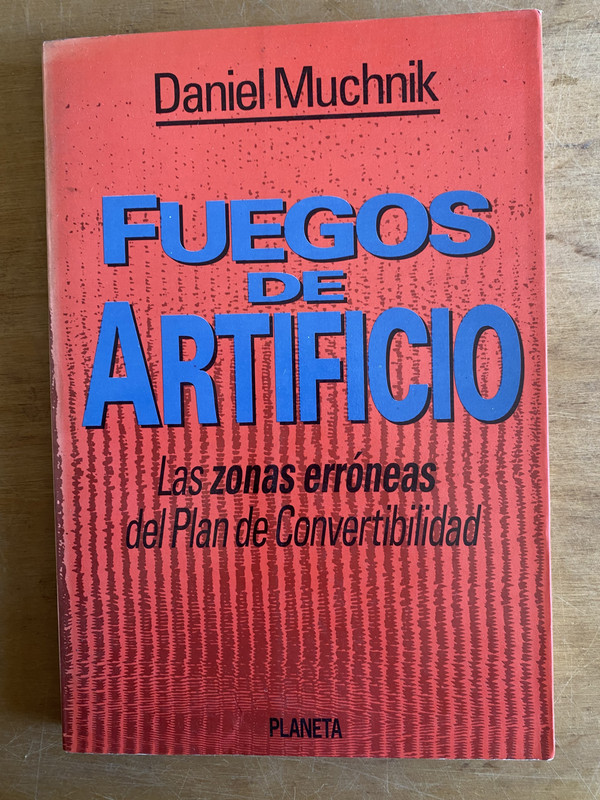 Daniel Muchnik
FUEGOS
DE
ARTIFICIO
Las zonas erróneas
del Plan de Convertibilidad
PLANETA